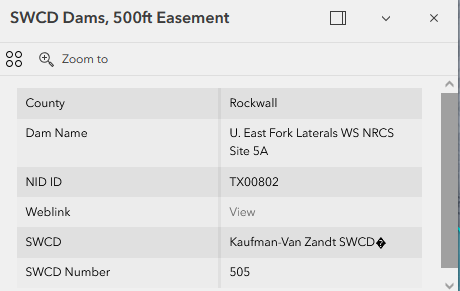 SWCD Dams, 500ft Easement
Zoom to
County Rockwall
Dam Name U. East Fork Laterals WS NRCS
Site 5A
NID ID TX00802
Weblink View
SWCD Kaufman-Van Zandt SWCD�
SWCD Number 505